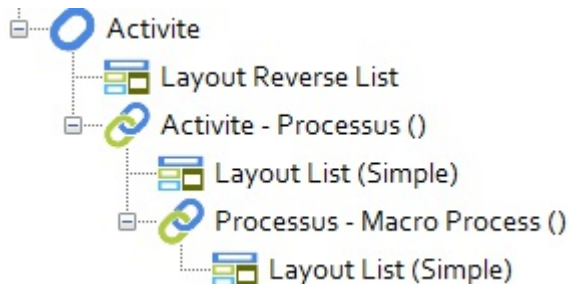 Activite
Layout Reverse List
Activite - Processus ()
Layout List (Simple)
Processus - Macro Process ()
Layout List (Simple)